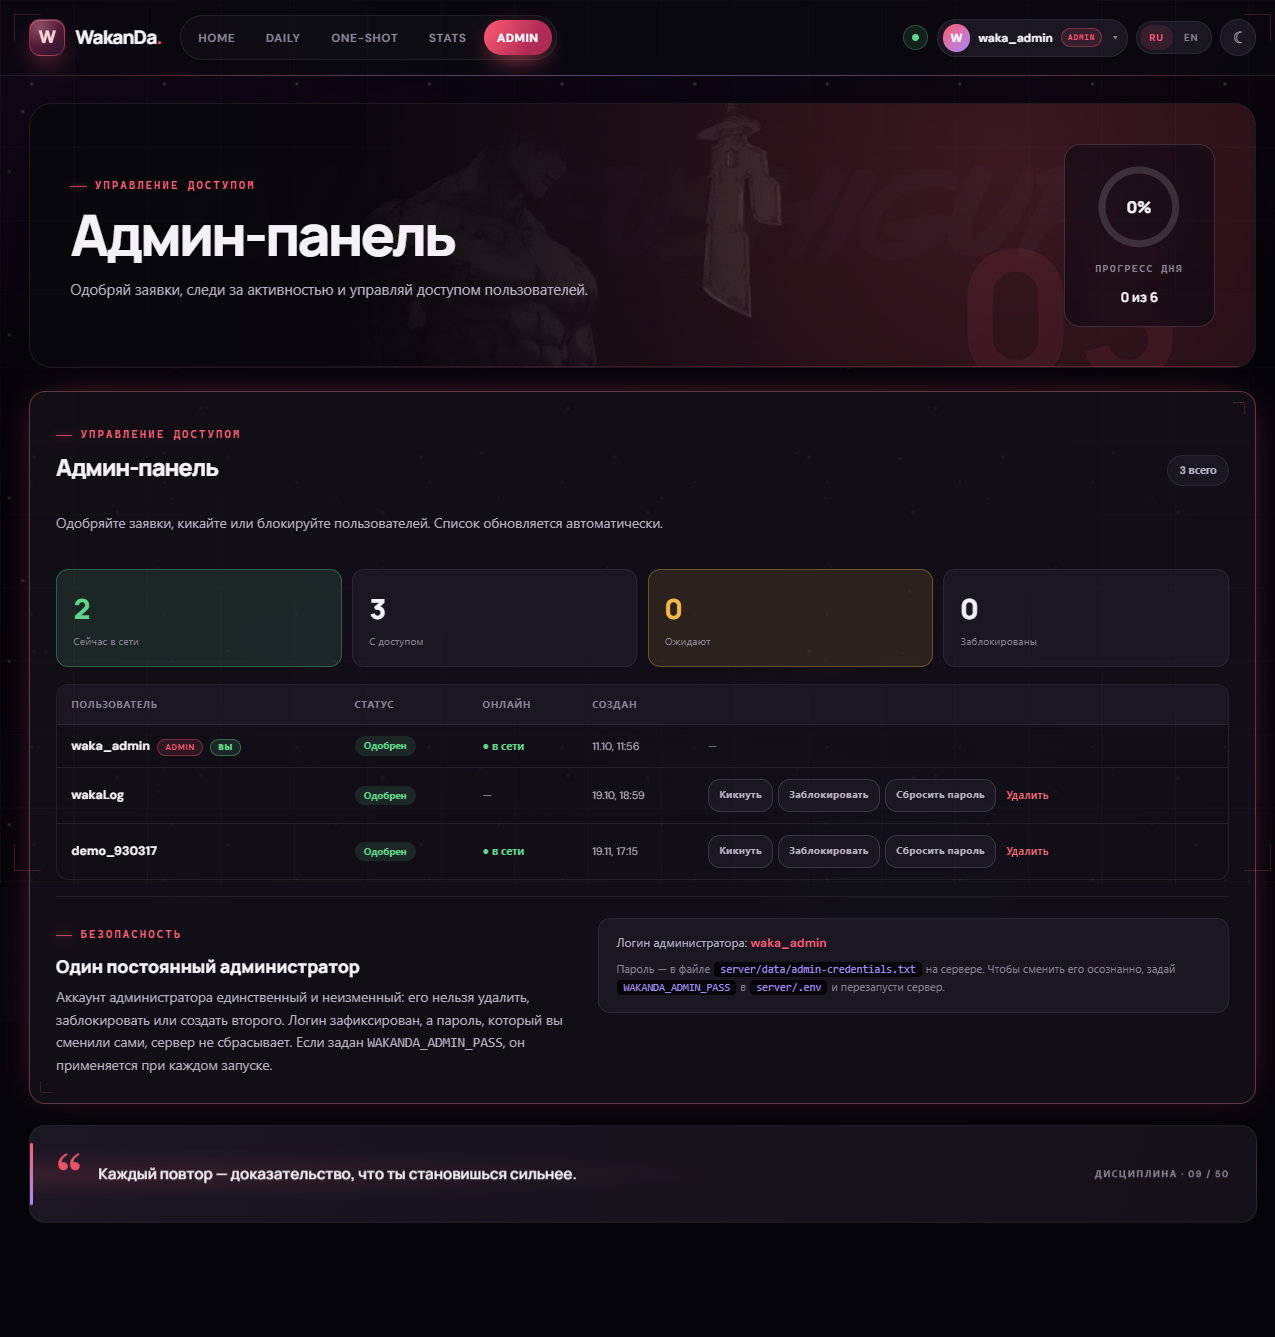 W WakanDa. HOME DAILY ONE-SHOT STATS ADMIN W waka_admin ADMIN RU EN
УПРАВЛЕНИЕ ДОСТУПОМ
Админ-панель
Одобряй заявки, следи за активностью и управляй доступом пользователей.
0%
ПРОГРЕСС ДНЯ
0 из 6
05
УПРАВЛЕНИЕ ДОСТУПОМ
Админ-панель
3 всего
Одобряйте заявки, кикайте или блокируйте пользователей. Список обновляется автоматически.
2
Сейчас в сети
3
С доступом
0
Ожидают
0
Заблокированы
ПОЛЬЗОВАТЕЛЬ СТАТУС ОНЛАЙН СОЗДАН
waka_admin ADMIN ВЫ Одобрен ● в сети 11.10, 11:56 —
wakaLog Одобрен — 19.10, 18:59 Кикнуть Заблокировать Сбросить пароль Удалить
demo_930317 Одобрен ● в сети 19.11, 17:15 Кикнуть Заблокировать Сбросить пароль Удалить
БЕЗОПАСНОСТЬ
Один постоянный администратор
Аккаунт администратора единственный и неизменный: его нельзя удалить,
заблокировать или создать второго. Логин зафиксирован, а пароль, который вы
сменили сами, сервер не сбрасывает. Если задан WAKANDA_ADMIN_PASS, он
применяется при каждом запуске.
Логин администратора: waka_admin
Пароль — в файле server/data/admin-credentials.txt на сервере. Чтобы сменить его осознанно, задай
WAKANDA_ADMIN_PASS в server/.env и перезапусти сервер.
“ Каждый повтор — доказательство, что ты становишься сильнее.
ДИСЦИПЛИНА · 09 / 50